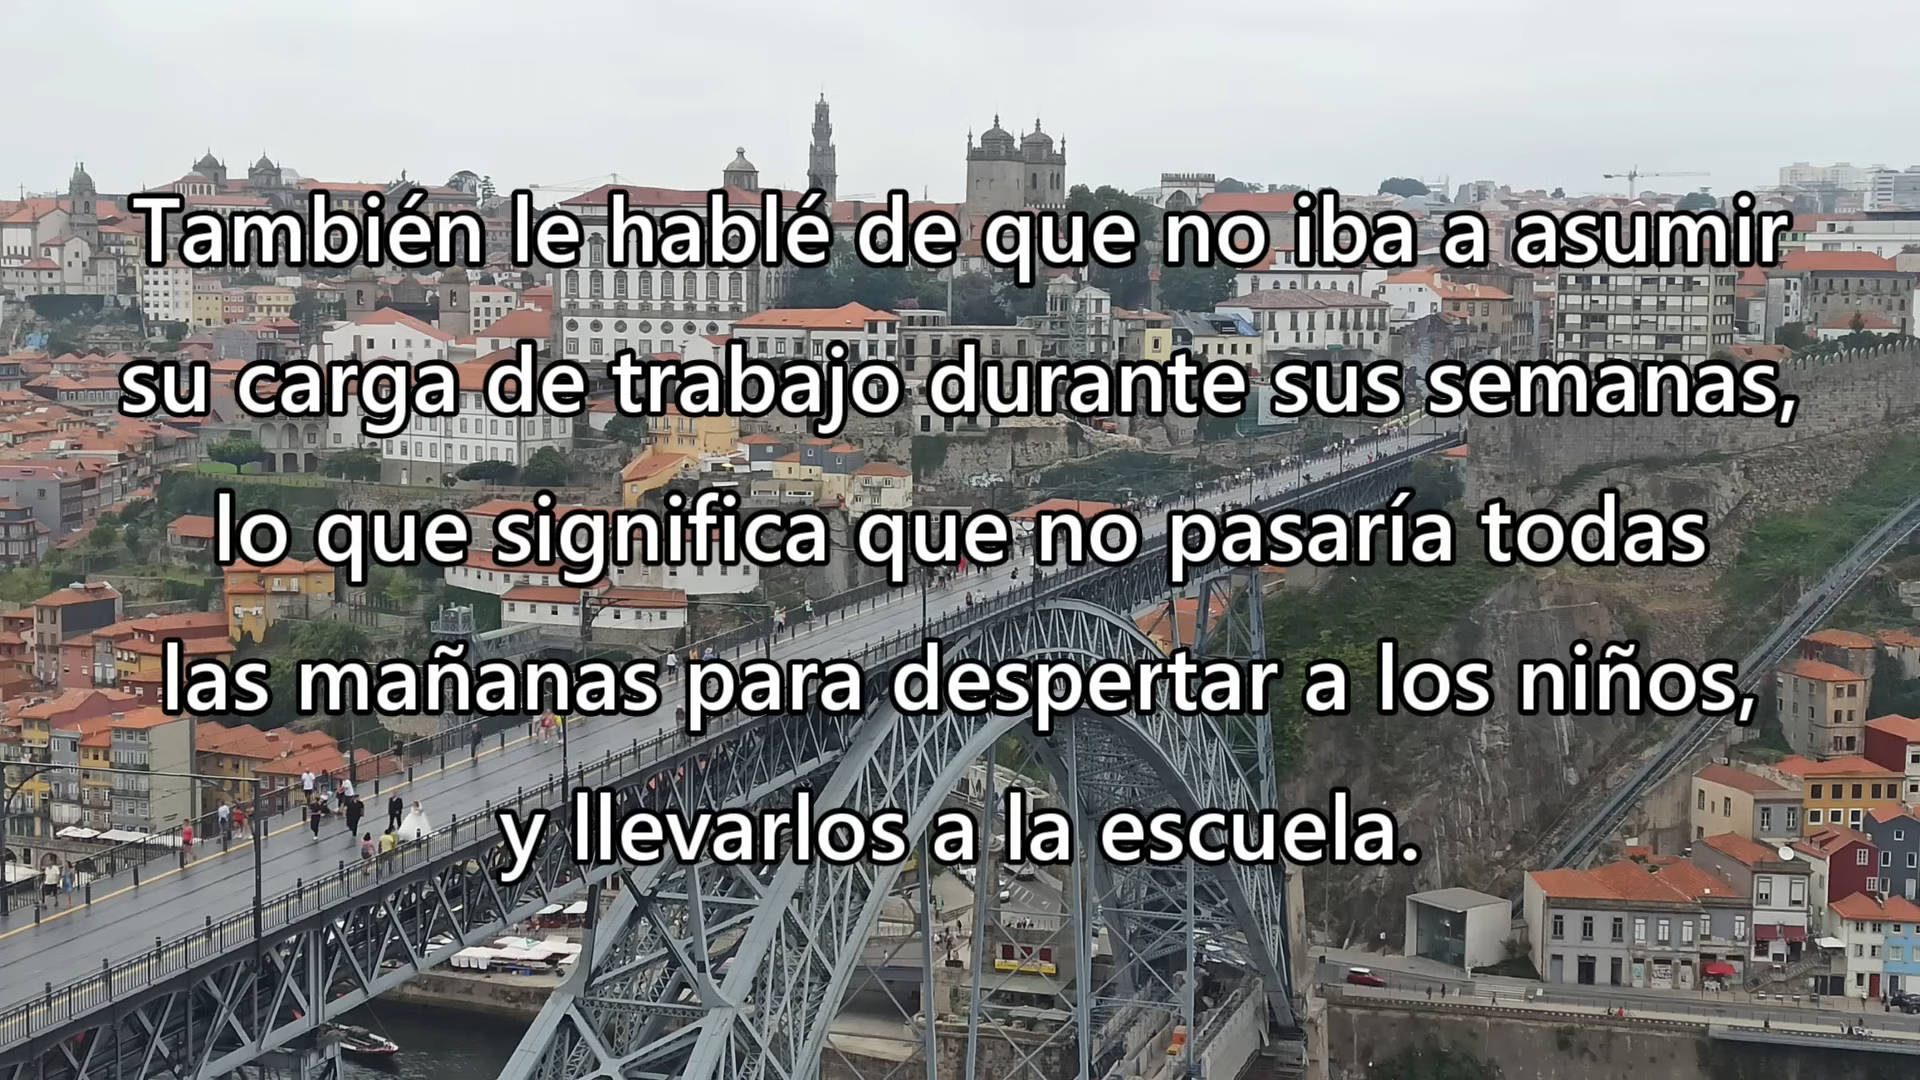 También le hablé de que no iba a asumir
su carga de trabajo durante sus semanas,
lo que significa que no pasaría todas
las mañanas para despertar a los niños,
y llevarlos a la escuela.